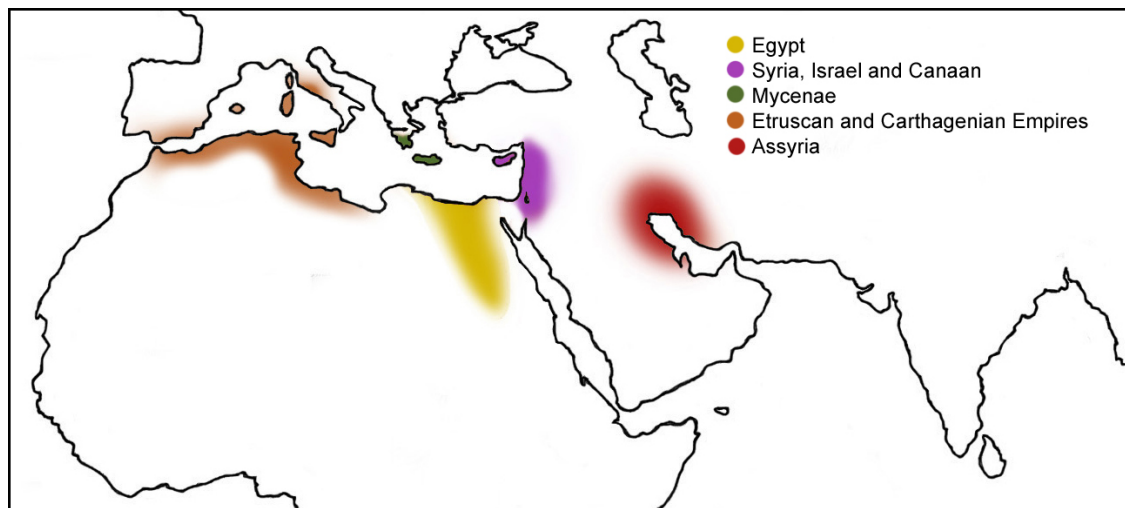 Egypt
Syria, Israel and Canaan
Mycenae
Etruscan and Carthagenian Empires
Assyria